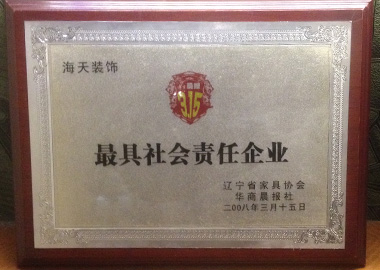 海天装饰
315
最具社会责任企业
辽宁省家具协会
华商晨报社
二00八年三月十五日